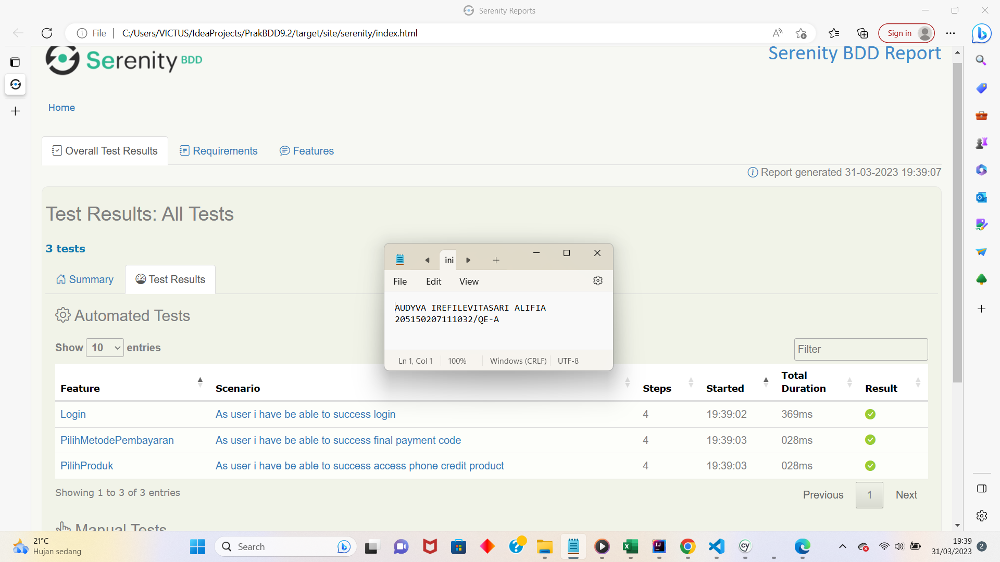 Serenity Reports
File C:/Users/VICTUS/IdeaProjects/PrakBDD9.2/target/site/serenity/index.html
Sign in
Serenity BDD
Serenity BDD Report
Home
Overall Test Results Requirements Features
Report generated 31-03-2023 19:39:07
Test Results: All Tests
3 tests
Summary Test Results
Automated Tests
Show 10 entries
Filter
ini
File Edit View
AUDYVA IREFILEVITASARI ALIFIA
205150207111032/QE-A
Ln 1, Col 1 100% Windows (CRLF) UTF-8
Feature Scenario Steps Started Total Duration Result
Login As user i have be able to success login 4 19:39:02 369ms
PilihMetodePembayaran As user i have be able to success final payment code 4 19:39:03 028ms
PilihProduk As user i have be able to success access phone credit product 4 19:39:03 028ms
Showing 1 to 3 of 3 entries
Previous 1 Next
Manual Tests
21°C
Hujan sedang
Search
19:39
31/03/2023
2